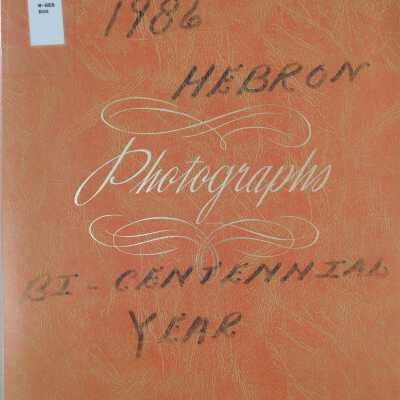 1986
HEBRON
Photographs
BI-CENTENNIAL
YEAR